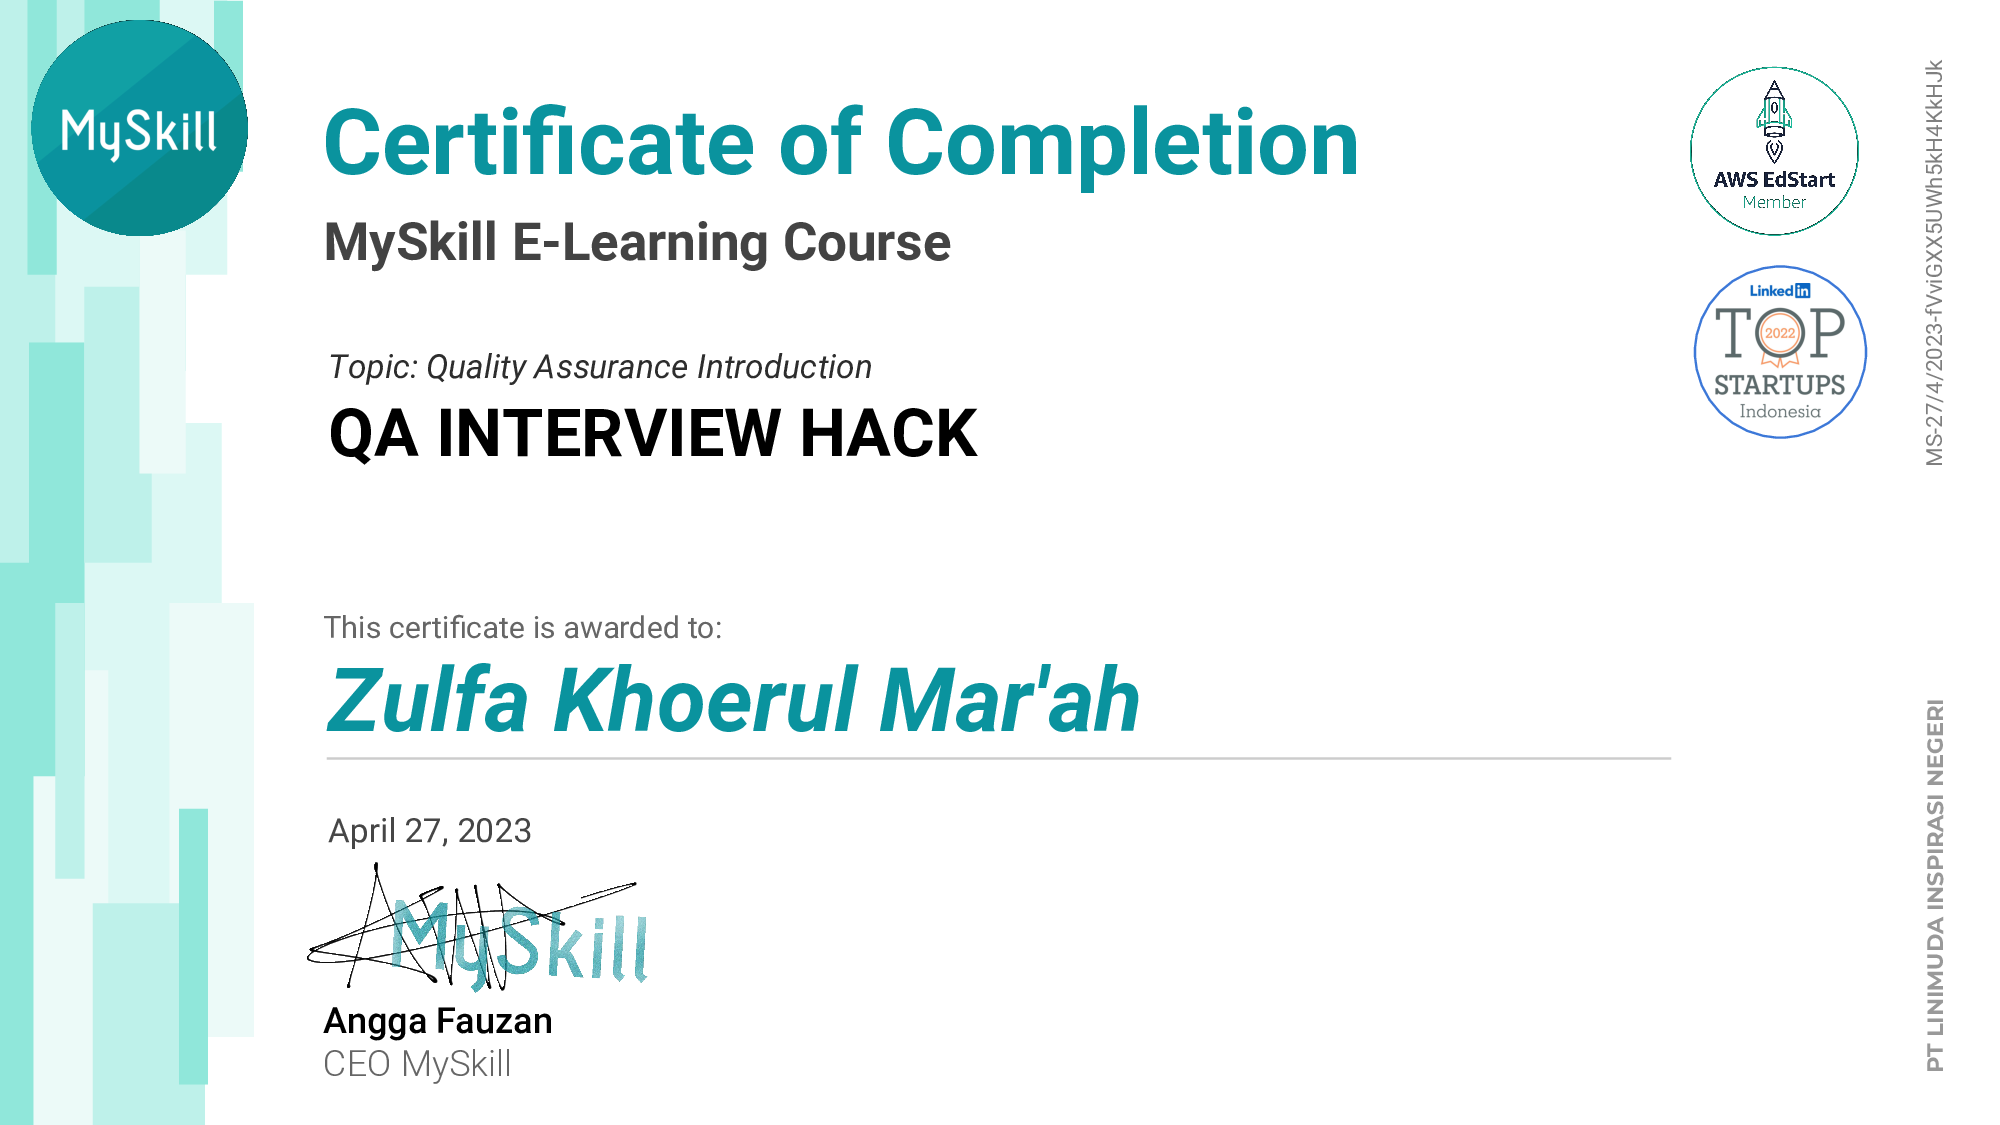 MySkill
Certificate of Completion
MySkill E-Learning Course
Topic: Quality Assurance Introduction
QA INTERVIEW HACK
This certificate is awarded to:
Zulfa Khoerul Mar'ah
April 27, 2023
MySkill
Angga Fauzan
CEO MySkill
AWS EdStart
Member
Linked in
TOP
2022
STARTUPS
Indonesia
MS-27/4/2023-fVviGXX5UWh5kH4KkHJk
PT LINIMUDA INSPIRASI NEGERI